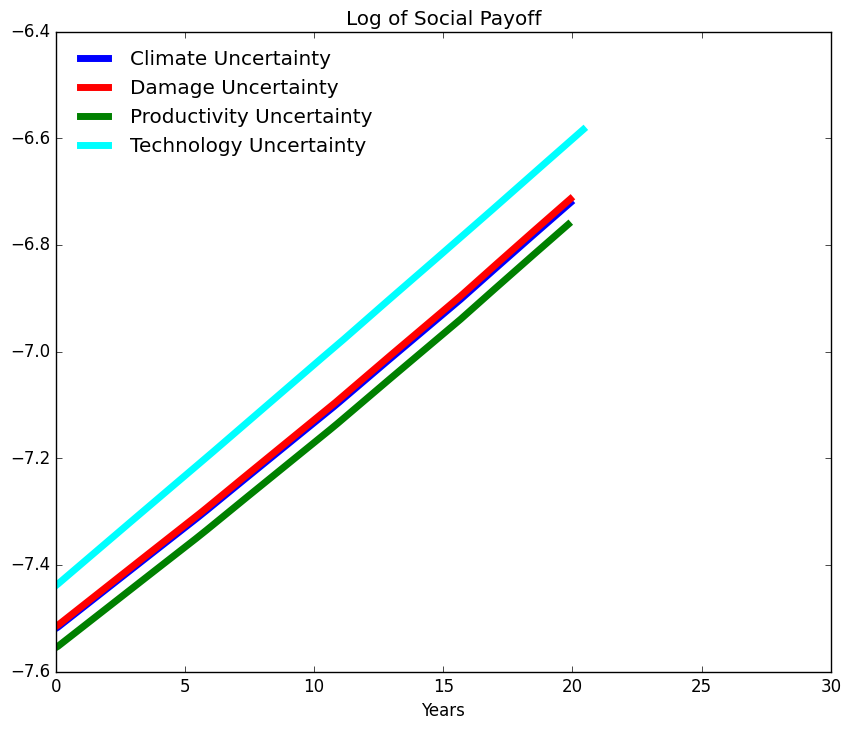 Log of Social Payoff
−6.4
−6.6
−6.8
−7.0
−7.2
−7.4
−7.6
Climate Uncertainty
Damage Uncertainty
Productivity Uncertainty
Technology Uncertainty
0 5 10 15 20 25 30
Years